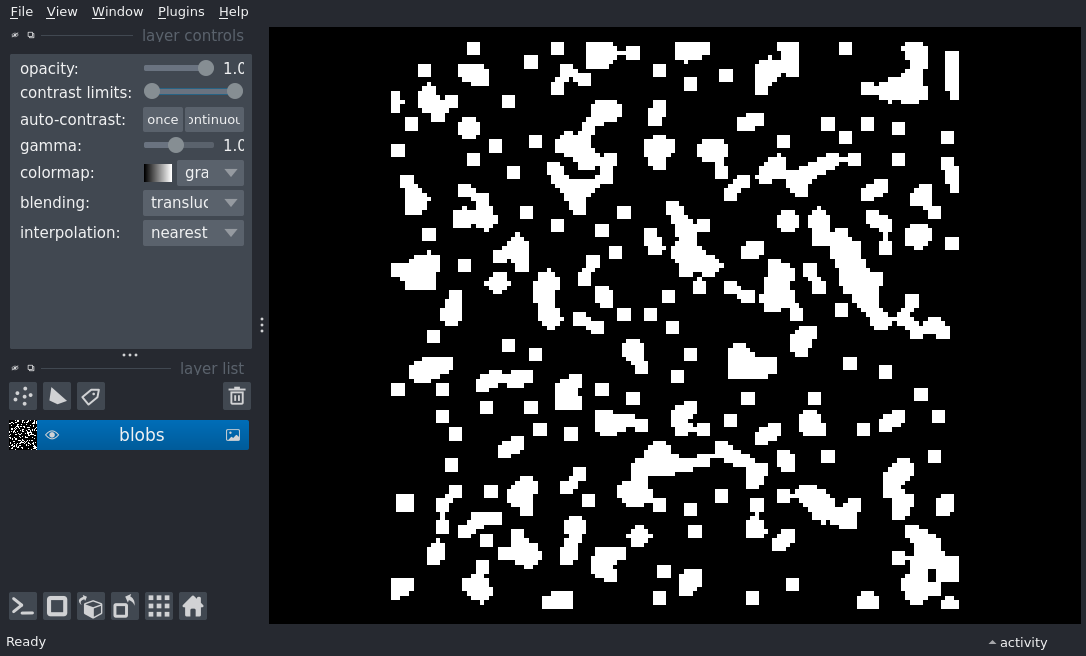 File View Window Plugins Help
layer controls
opacity: 1.0
contrast limits:
auto-contrast: once ontinuou
gamma: 1.0
colormap: gra
blending: transluc
interpolation: nearest
layer list
blobs
Ready
activity